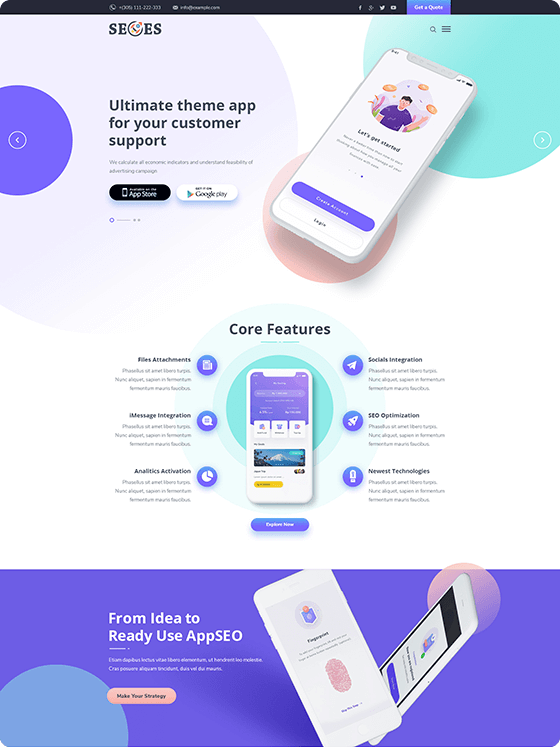 +(305) 111-222-333
info@example.com
Get a Quote
SEOES
Ultimate theme app
for your customer
support
We calculate all economic indicators and understand feasibility of
advertising campaign
Available on the
App Store
GET IT ON
Google play
Let's get started
Create Account
Login
Core Features
Files Attachments
Phasellus sit amet libero turpis.
Nunc aliquet, sapien in fermentum
fermentum mauris faucibus.
iMessage Integration
Phasellus sit amet libero turpis.
Nunc aliquet, sapien in fermentum
fermentum mauris faucibus.
Analitics Activation
Phasellus sit amet libero turpis.
Nunc aliquet, sapien in fermentum
fermentum mauris faucibus.
Socials Integration
Phasellus sit amet libero turpis.
Nunc aliquet, sapien in fermentum
fermentum mauris faucibus.
SEO Optimization
Phasellus sit amet libero turpis.
Nunc aliquet, sapien in fermentum
fermentum mauris faucibus.
Newest Technologies
Phasellus sit amet libero turpis.
Nunc aliquet, sapien in fermentum
fermentum mauris faucibus.
Explore Now
From Idea to
Ready Use AppSEO
Etiam dapibus lectus vitae libero elementum, ut hendrerit leo molestie.
Cras posuere aliquam tincidunt, duis vel dui mauris.
Make Your Strategy
Fingerprint